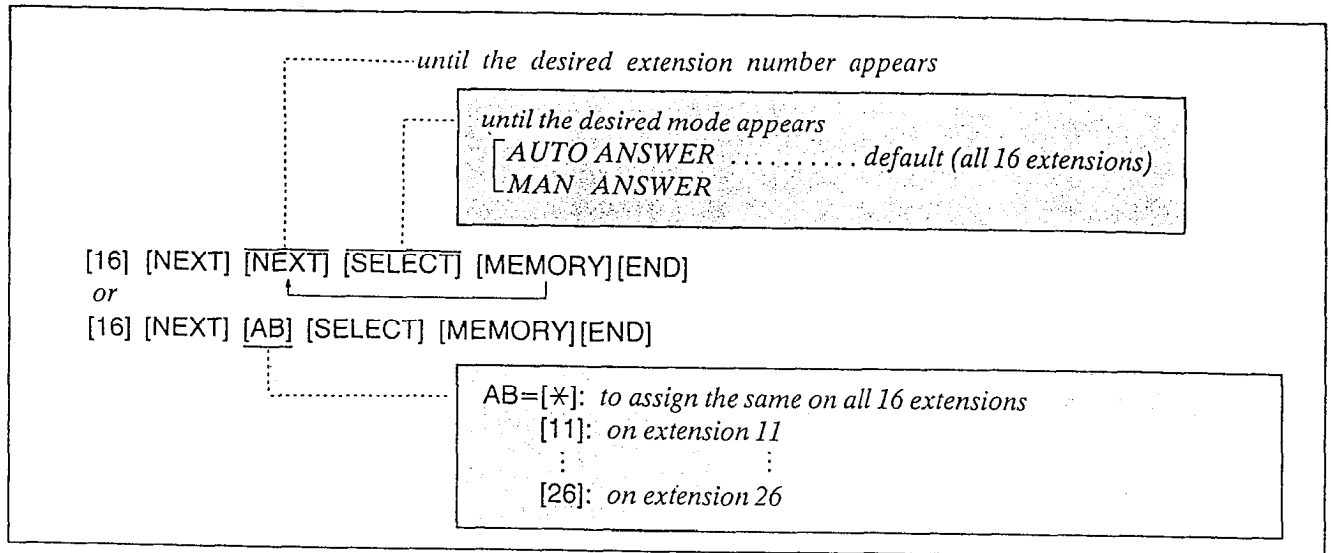 until the desired extension number appears
until the desired mode appears
AUTO ANSWER .......... default (all 16 extensions)
MAN ANSWER
[16] [NEXT] [NEXT] [SELECT] [MEMORY] [END]
or
[16] [NEXT] [AB] [SELECT] [MEMORY] [END]
AB=[*]: to assign the same on all 16 extensions
[11]: on extension 11
: :
[26]: on extension 26